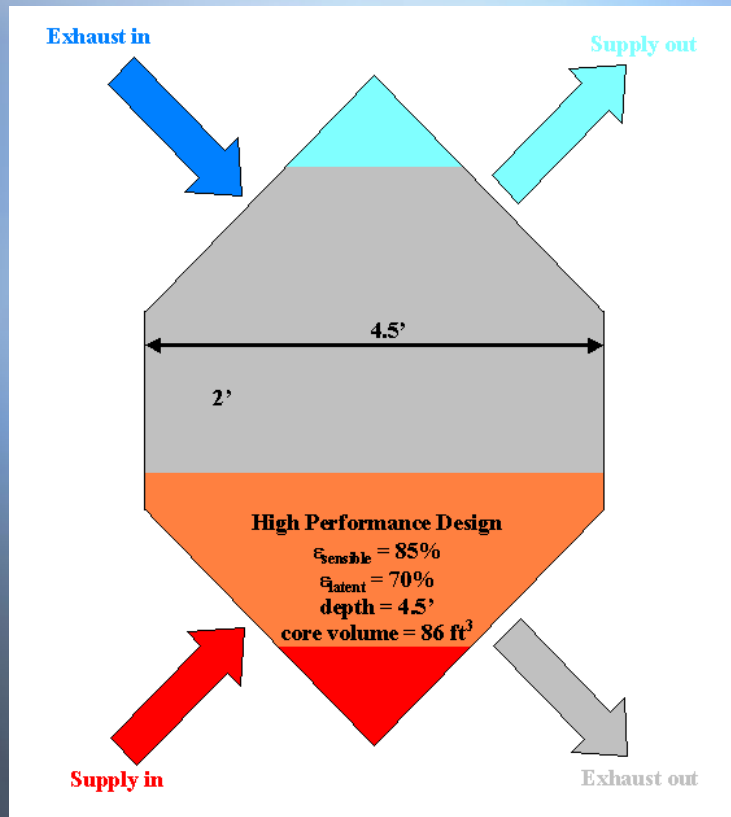 Exhaust in
Supply out
4.5’
2’
High Performance Design
εsensible = 85%
εlatent = 70%
depth = 4.5’
core volume = 86 ft³
Supply in
Exhaust out